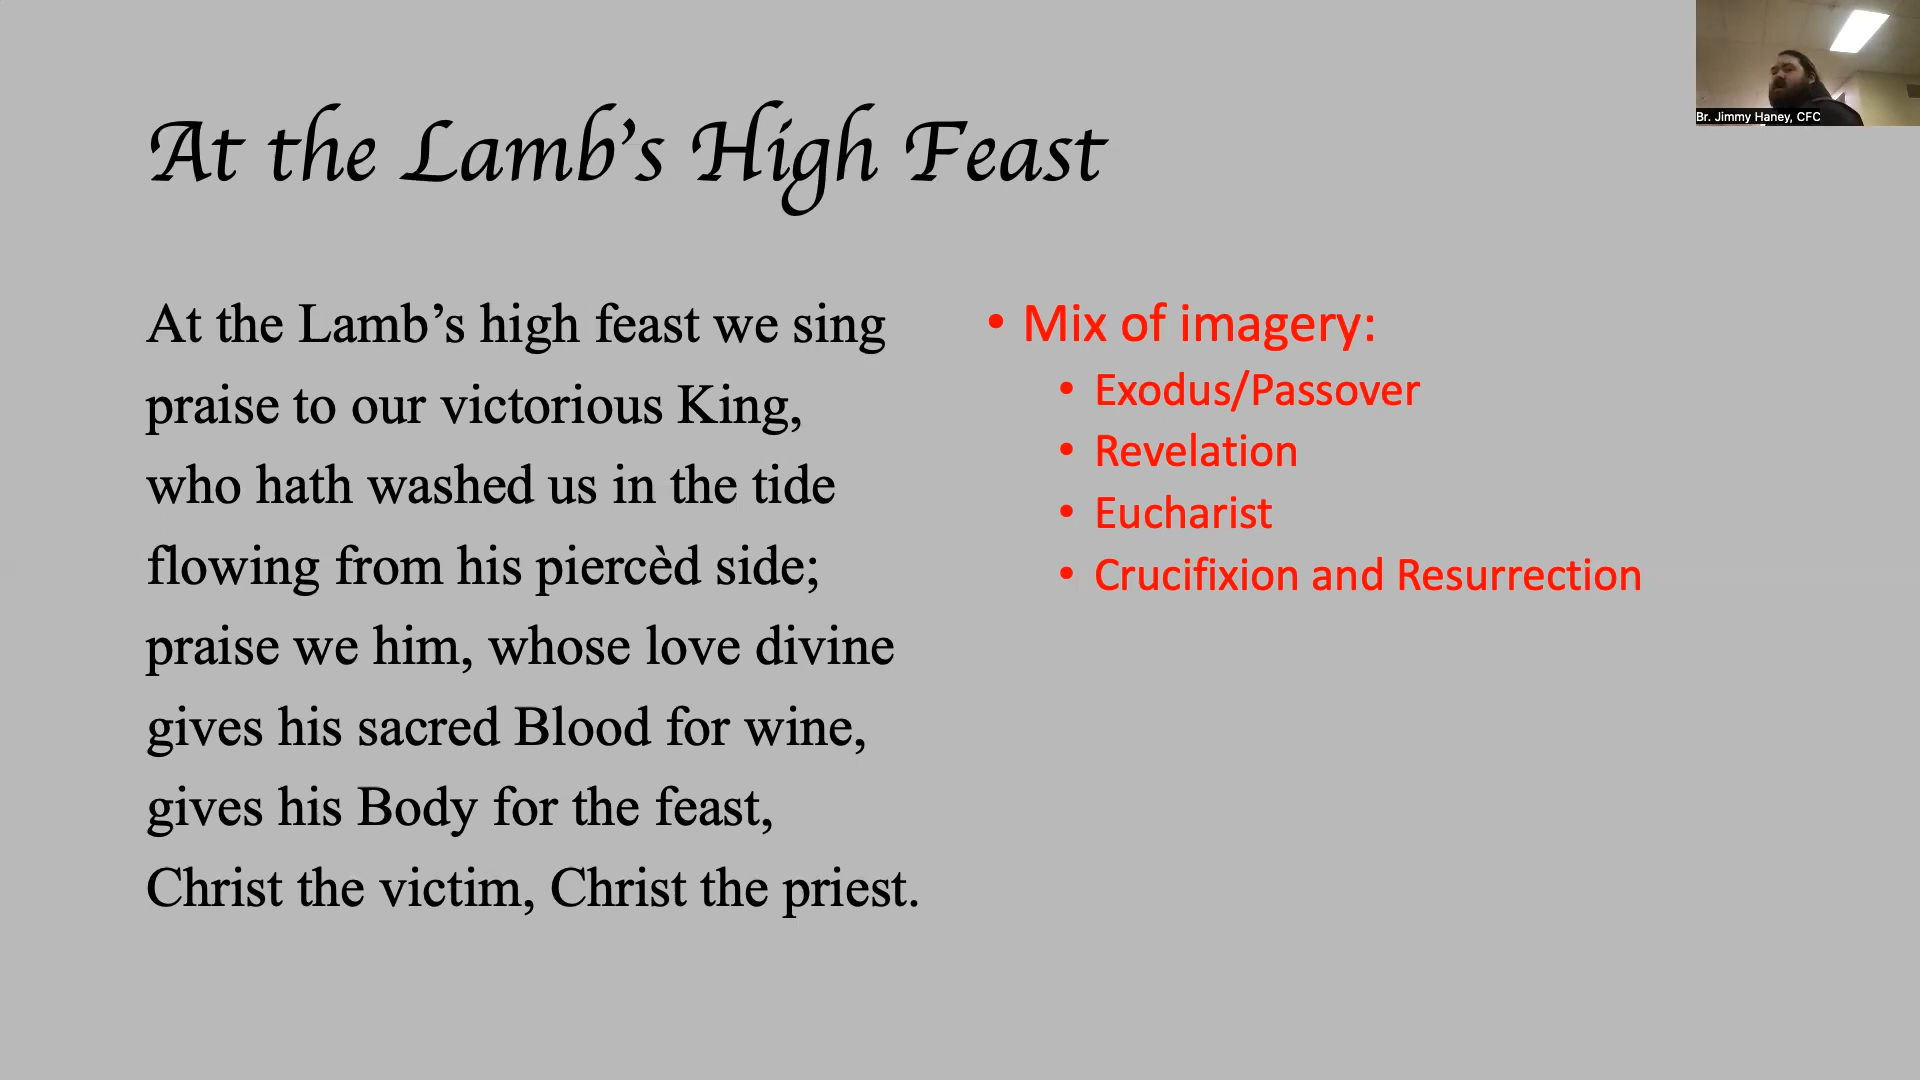 At the Lamb’s High Feast
At the Lamb’s high feast we sing
praise to our victorious King,
who hath washed us in the tide
flowing from his piercèd side;
praise we him, whose love divine
gives his sacred Blood for wine,
gives his Body for the feast,
Christ the victim, Christ the priest.
• Mix of imagery:
• Exodus/Passover
• Revelation
• Eucharist
• Crucifixion and Resurrection
Br. Jimmy Haney, CFC